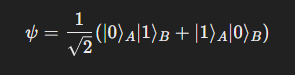 ψ = 1/√2 (|0⟩_A|1⟩_B + |1⟩_A|0⟩_B)